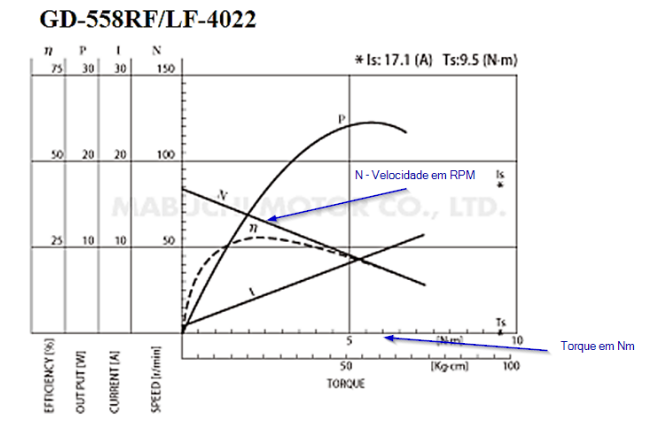 GD-558RF/LF-4022
η P I N
* Is: 17.1 (A) Ts:9.5 (N·m)
75 30 30 150
P
50 20 20 100
N - Velocidade em RPM
Is
*
N
MABUCHI MOTOR CO., LTD.
η
25 10 10 50
I
Ts
*
5 [N·m] 10
Torque em Nm
50 [Kg·cm] 100
EFFICIENCY [%]
OUTPUT [W]
CURRENT [A]
SPEED [r/min]
TORQUE